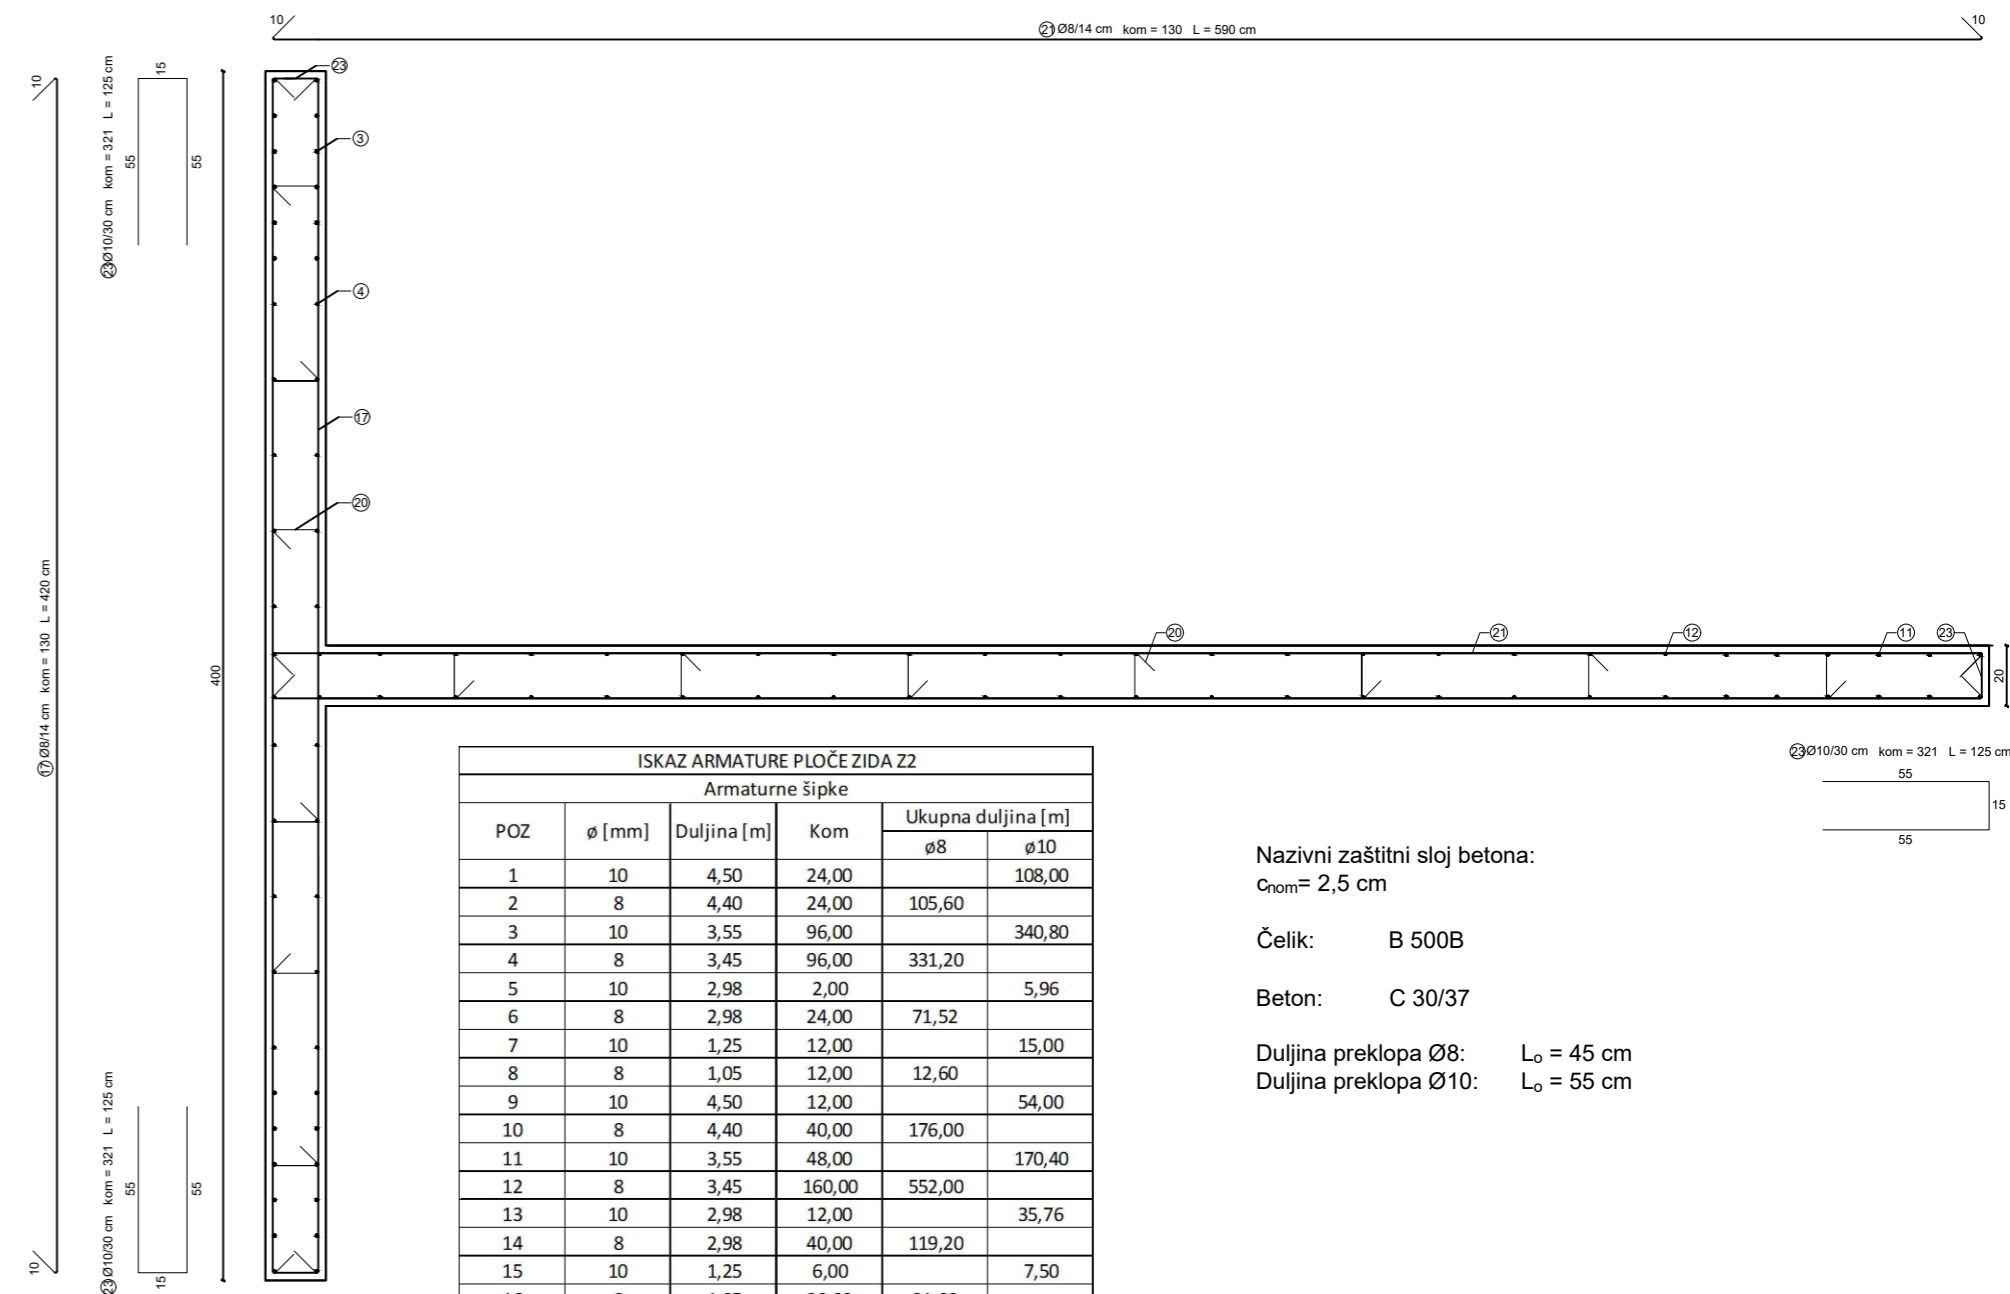 10
21 Ø8/14 cm kom = 130 L = 590 cm
10
23
3
4
17
20
10
17 Ø8/14 cm kom = 130 L = 420 cm
10
23 Ø10/30 cm kom = 321 L = 125 cm
15
55
55
400
23 Ø10/30 cm kom = 321 L = 125 cm
55
55
15
20
21
12
11
23
20
23 Ø10/30 cm kom = 321 L = 125 cm
55
15
55
ISKAZ ARMATURE PLOČE ZIDA Z2
Armaturne šipke
POZ ø [mm] Duljina [m] Kom Ukupna duljina [m]
ø8 ø10
1 10 4,50 24,00 108,00
2 8 4,40 24,00 105,60
3 10 3,55 96,00 340,80
4 8 3,45 96,00 331,20
5 10 2,98 2,00 5,96
6 8 2,98 24,00 71,52
7 10 1,25 12,00 15,00
8 8 1,05 12,00 12,60
9 10 4,50 12,00 54,00
10 8 4,40 40,00 176,00
11 10 3,55 48,00 170,40
12 8 3,45 160,00 552,00
13 10 2,98 12,00 35,76
14 8 2,98 40,00 119,20
15 10 1,25 6,00 7,50
Nazivni zaštitni sloj betona:
cnom= 2,5 cm
Čelik: B 500B
Beton: C 30/37
Duljina preklopa Ø8: Lo = 45 cm
Duljina preklopa Ø10: Lo = 55 cm